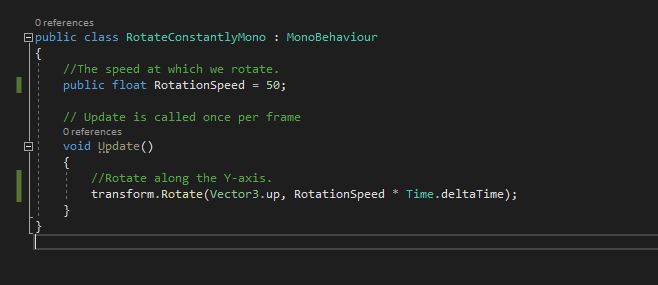 0 references
public class RotateConstantlyMono : MonoBehaviour
{
//The speed at which we rotate.
public float RotationSpeed = 50;
// Update is called once per frame
0 references
void Update()
{
//Rotate along the Y-axis.
transform.Rotate(Vector3.up, RotationSpeed * Time.deltaTime);
}
}